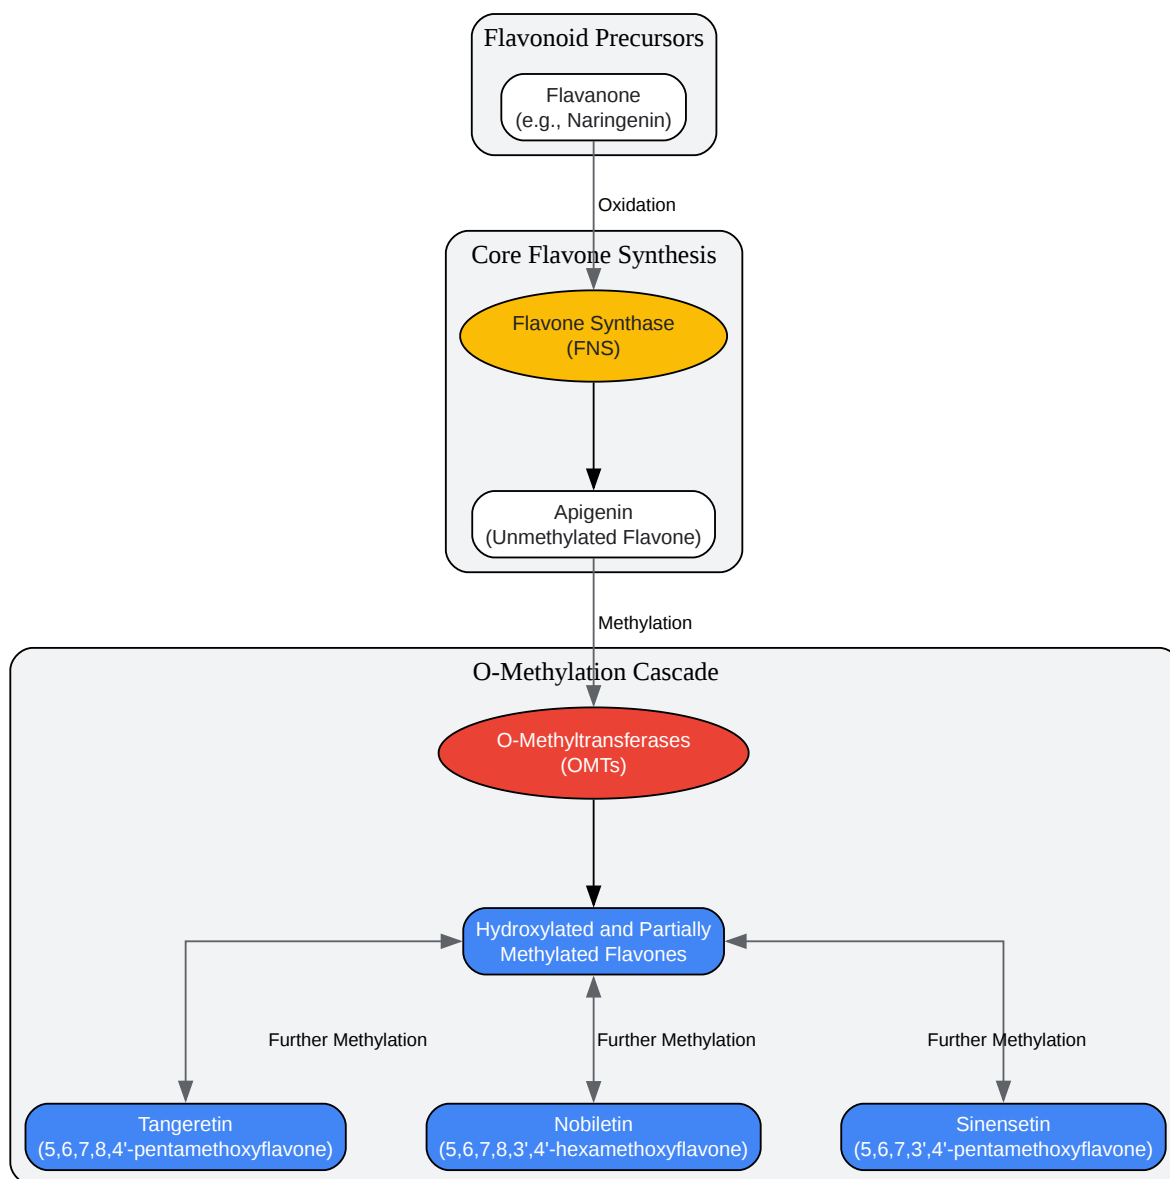 Flavonoid Precursors
Flavanone
(e.g., Naringenin)
Oxidation
Core Flavone Synthesis
Flavone Synthase
(FNS)
Apigenin
(Unmethylated Flavone)
Methylation
O-Methylation Cascade
O-Methyltransferases
(OMTs)
Hydroxylated and Partially
Methylated Flavones
Further Methylation
Further Methylation
Further Methylation
Tangeretin
(5,6,7,8,4'-pentamethoxyflavone)
Nobiletin
(5,6,7,8,3',4'-hexamethoxyflavone)
Sinensetin
(5,6,7,3',4'-pentamethoxyflavone)